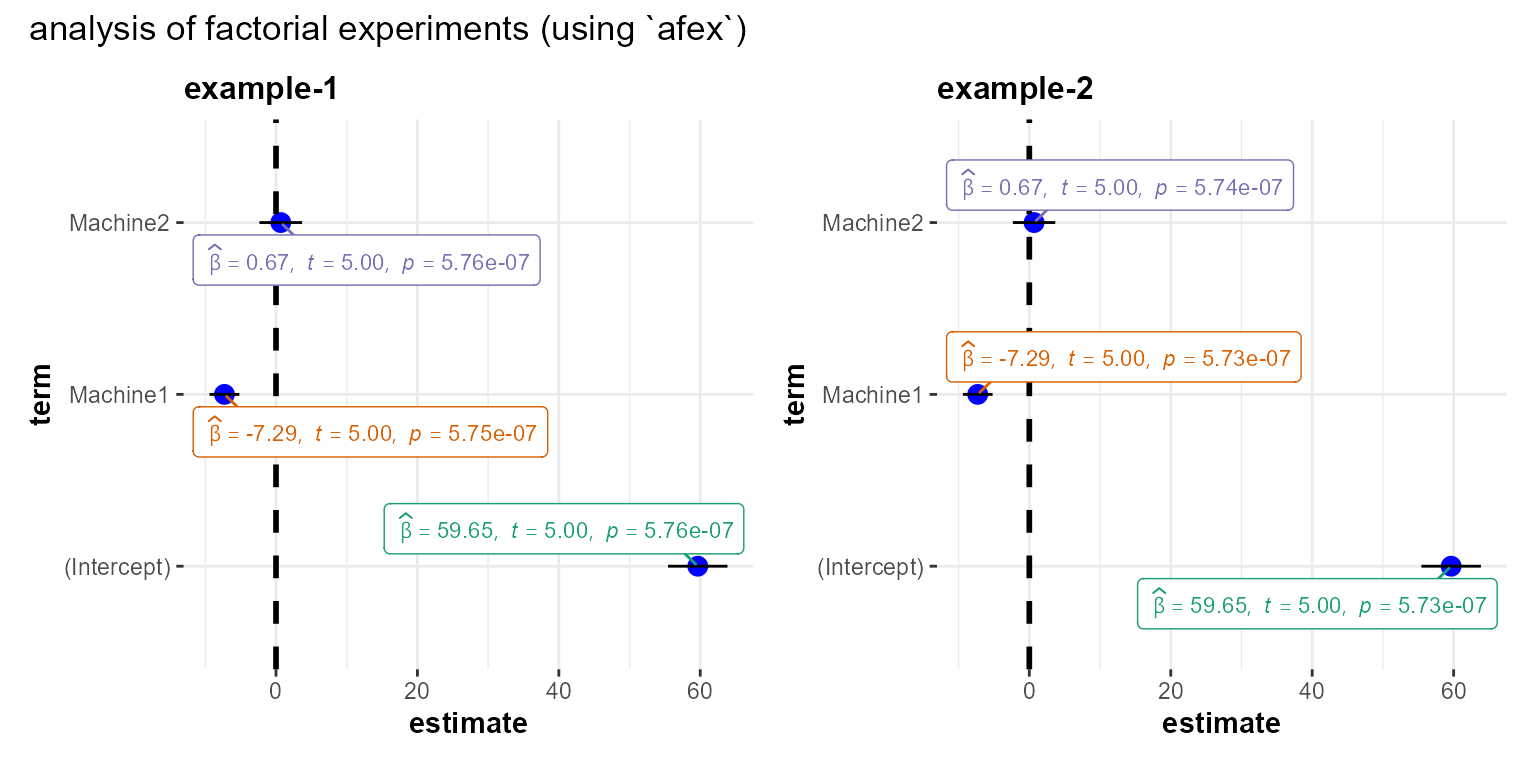 analysis of factorial experiments (using `afex`)
example-1
term
Machine2
β̂ = 0.67, t = 5.00, p = 5.76e-07
Machine1
β̂ = -7.29, t = 5.00, p = 5.75e-07
β̂ = 59.65, t = 5.00, p = 5.76e-07
(Intercept)
0 20 40 60
estimate
example-2
term
β̂ = 0.67, t = 5.00, p = 5.74e-07
Machine2
β̂ = -7.29, t = 5.00, p = 5.73e-07
Machine1
(Intercept)
β̂ = 59.65, t = 5.00, p = 5.73e-07
0 20 40 60
estimate